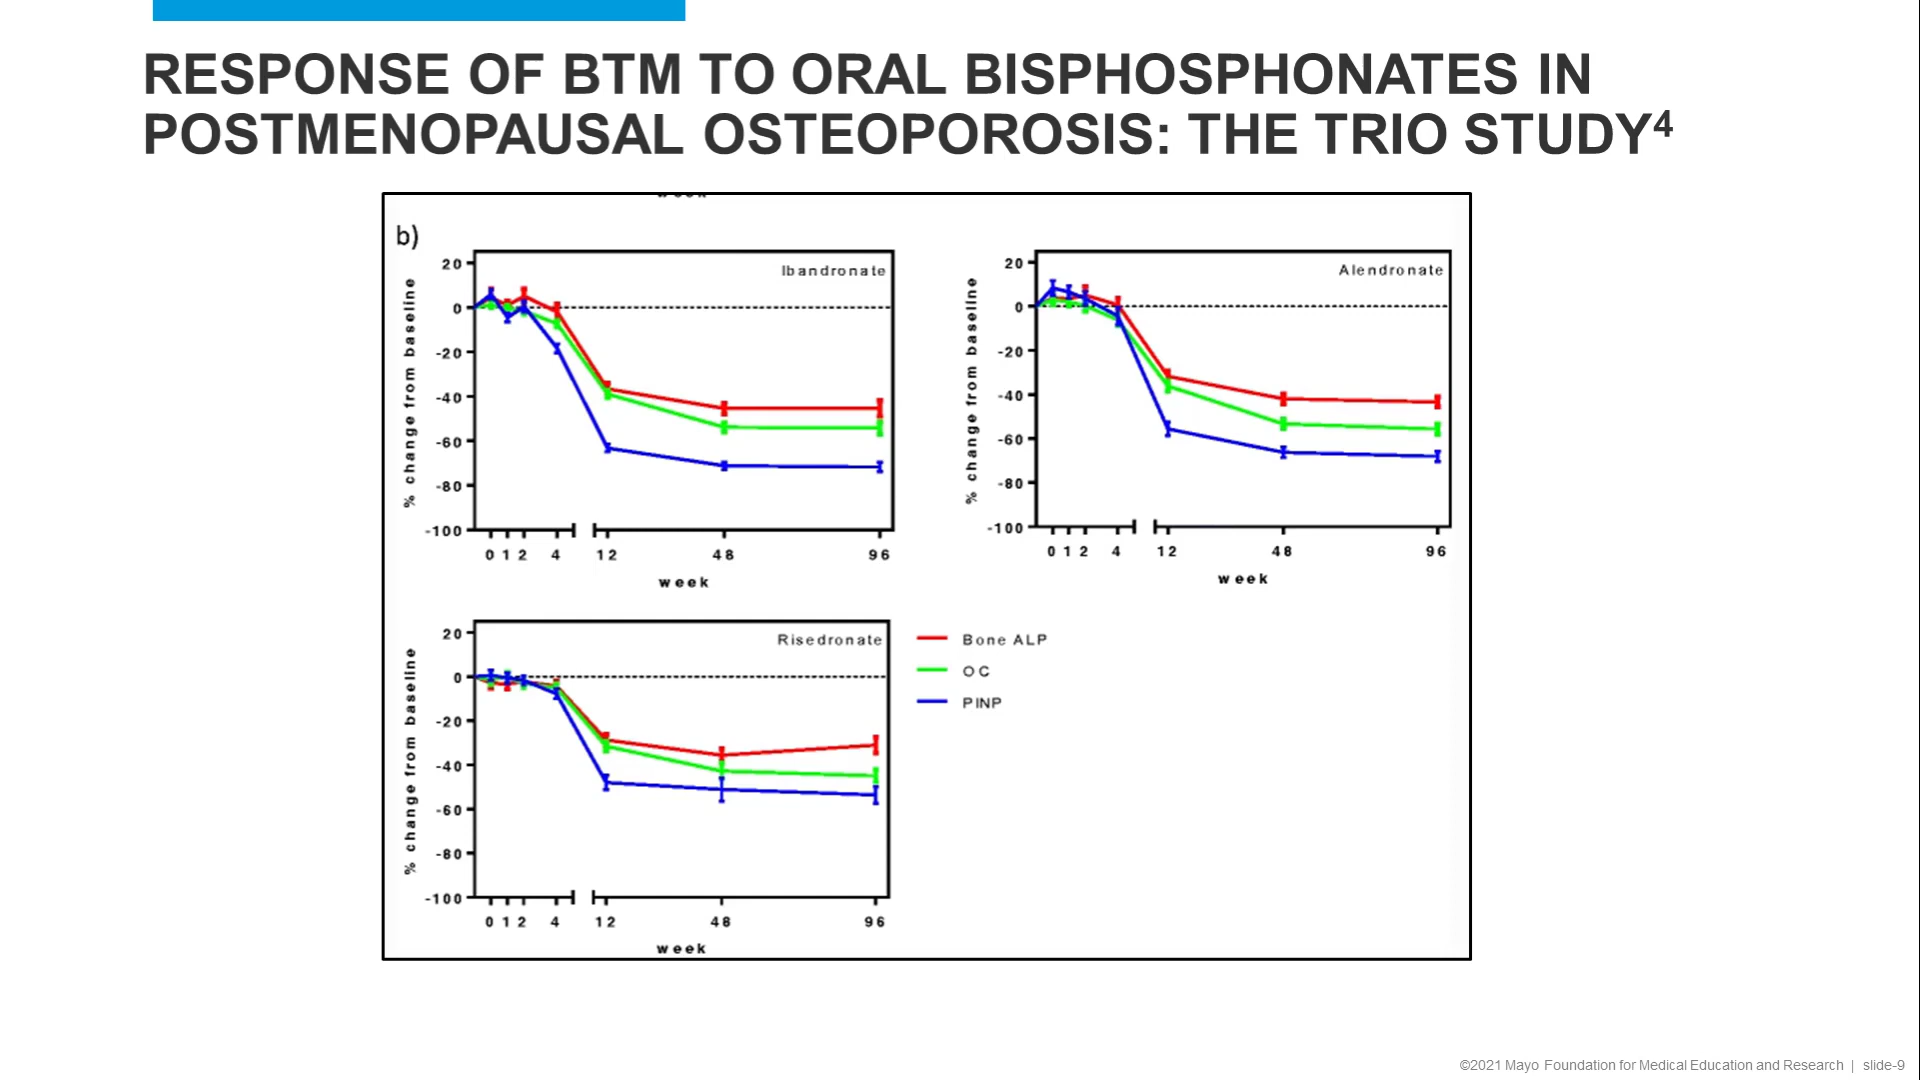 RESPONSE OF BTM TO ORAL BISPHOSPHONATES IN
POSTMENOPAUSAL OSTEOPOROSIS: THE TRIO STUDY⁴
b)
Ibandronate
% change from baseline
20
0
-20
-40
-60
-80
-100
0 1 2 4 12 48 96
week
Alendronate
% change from baseline
20
0
-20
-40
-60
-80
-100
0 1 2 4 12 48 96
week
Risedronate
% change from baseline
20
0
-20
-40
-60
-80
-100
0 1 2 4 12 48 96
week
Bone ALP
OC
PINP
©2021 Mayo Foundation for Medical Education and Research | slide-9